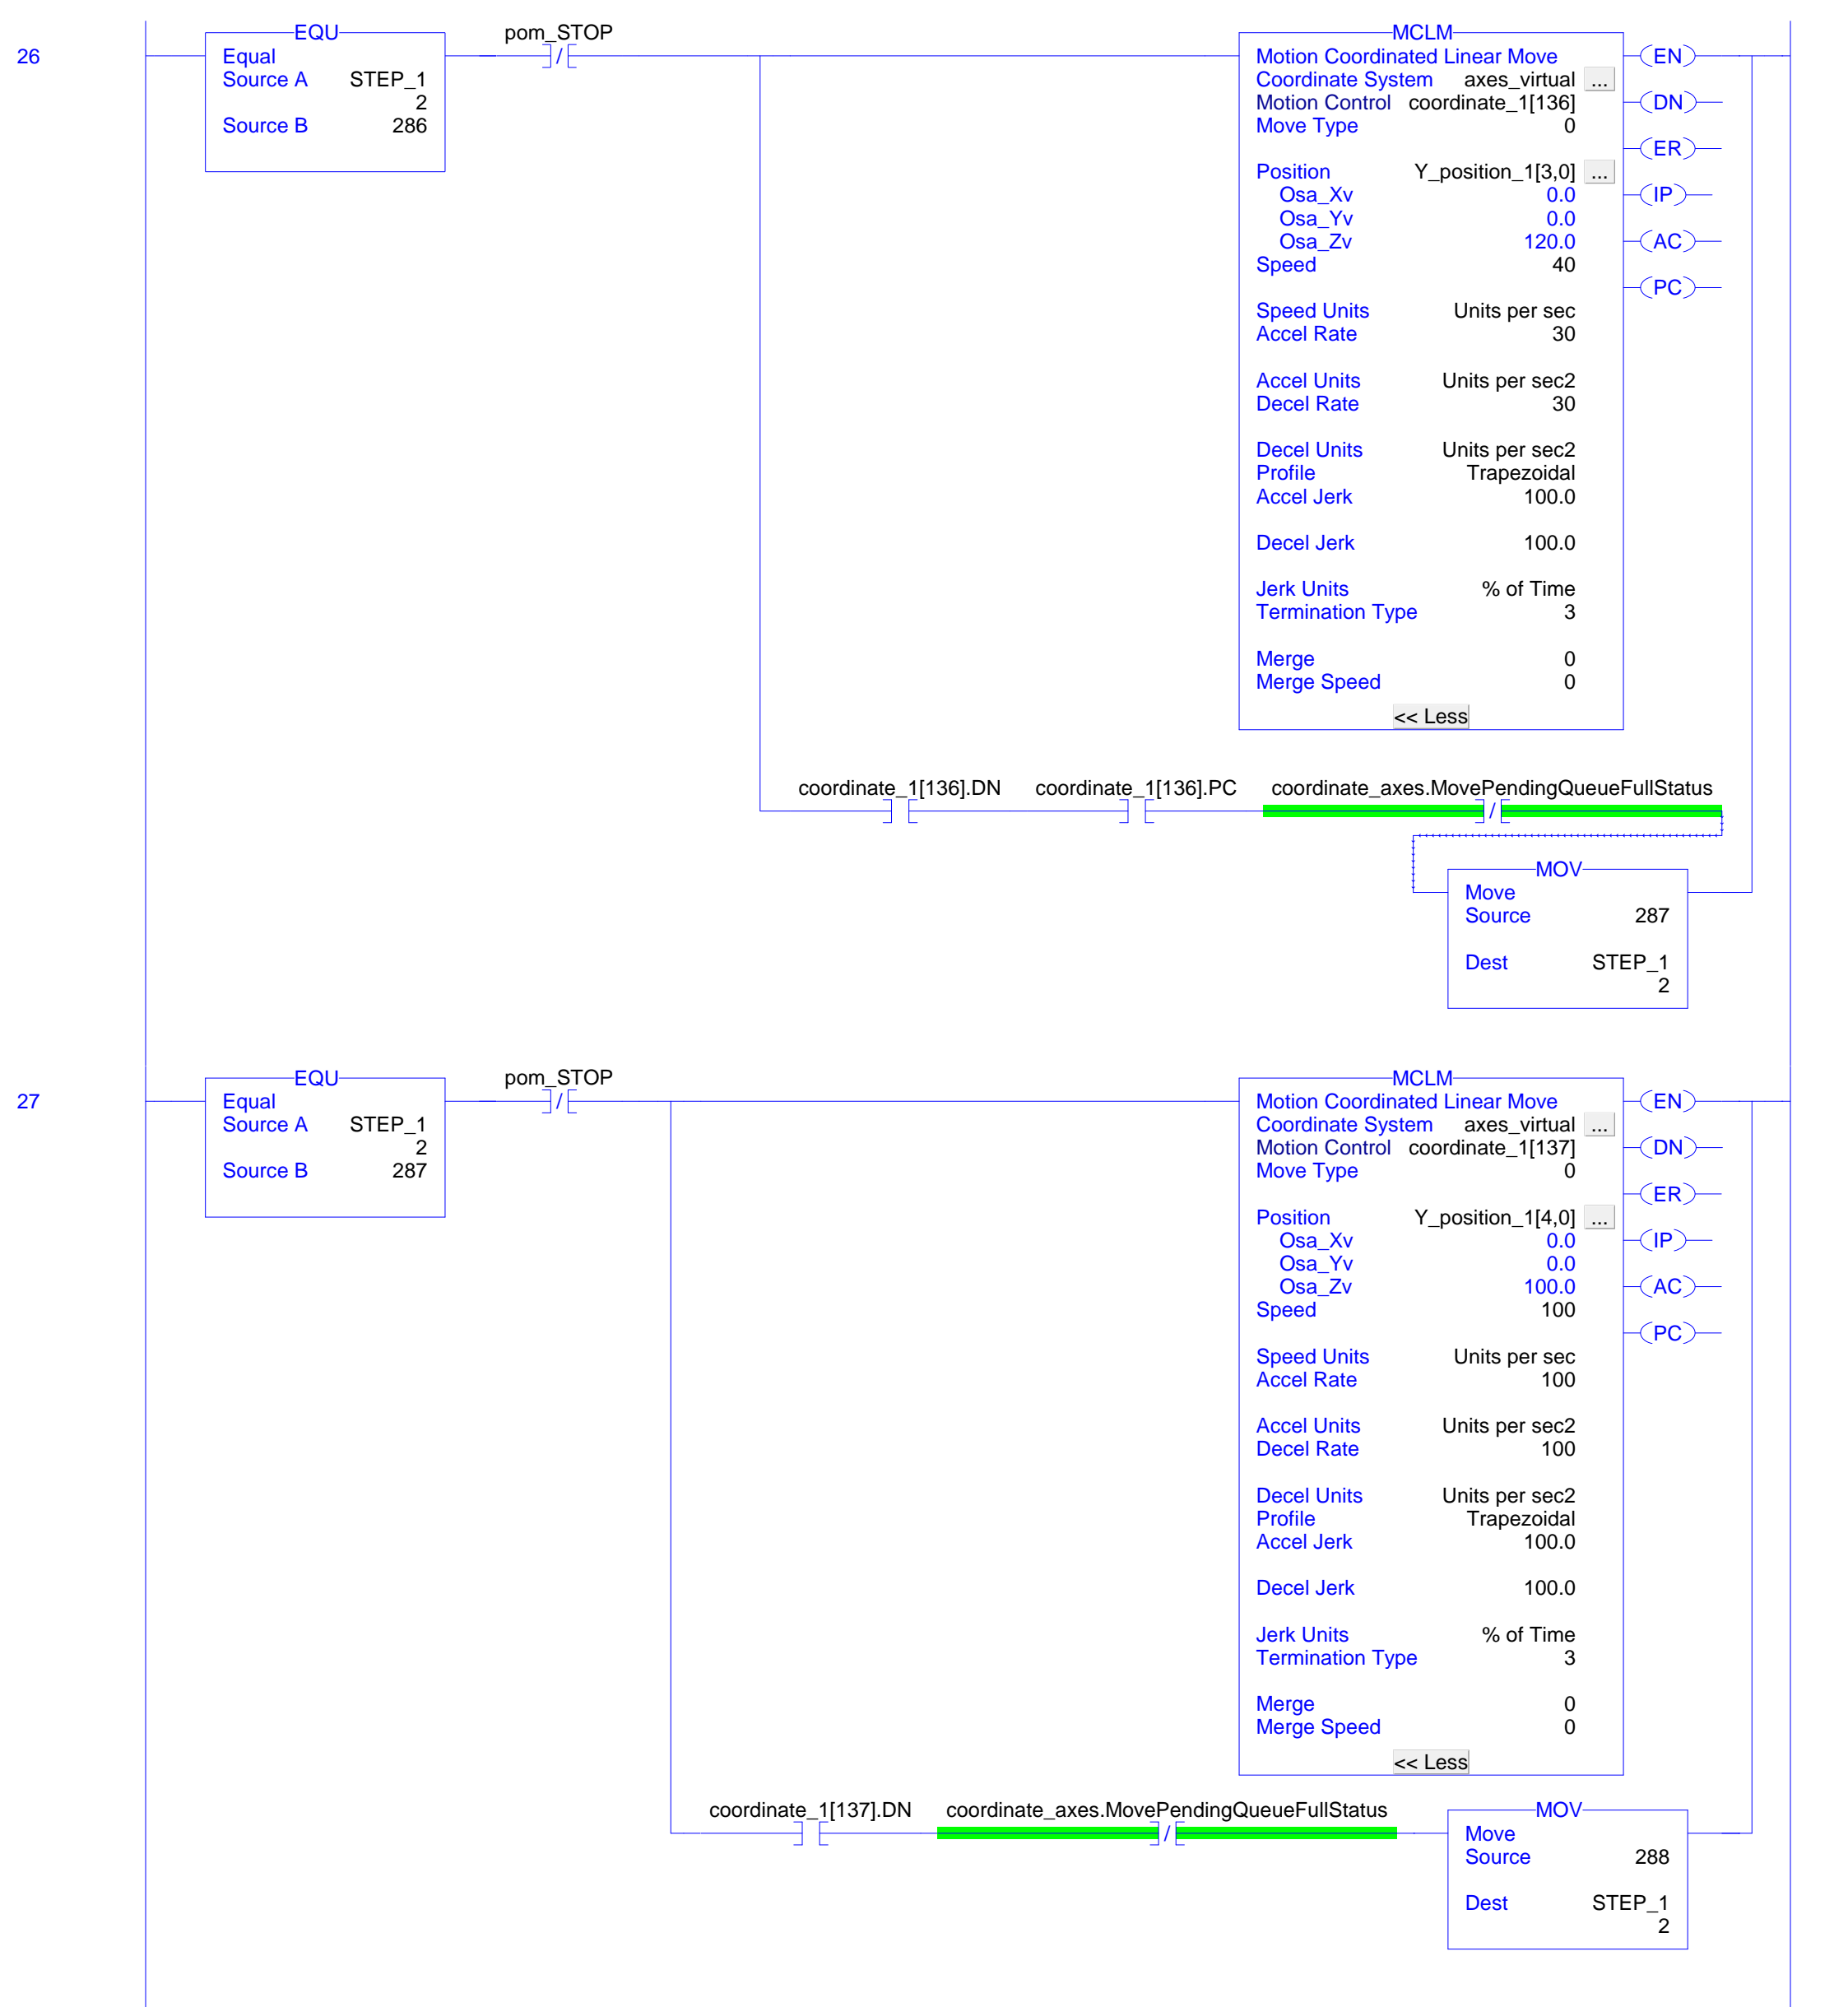 26
EQU
Equal
Source A STEP_1
2
Source B 286
pom_STOP
MCLM
Motion Coordinated Linear Move
Coordinate System axes_virtual ...
Motion Control coordinate_1[136]
Move Type 0
Position Y_position_1[3,0] ...
Osa_Xv 0.0
Osa_Yv 0.0
Osa_Zv 120.0
Speed 40
Speed Units Units per sec
Accel Rate 30
Accel Units Units per sec2
Decel Rate 30
Decel Units Units per sec2
Profile Trapezoidal
Accel Jerk 100.0
Decel Jerk 100.0
Jerk Units % of Time
Termination Type 3
Merge 0
Merge Speed 0
<< Less
EN
DN
ER
IP
AC
PC
coordinate_1[136].DN coordinate_1[136].PC coordinate_axes.MovePendingQueueFullStatus
MOV
Move
Source 287
Dest STEP_1
2
27
EQU
Equal
Source A STEP_1
2
Source B 287
pom_STOP
MCLM
Motion Coordinated Linear Move
Coordinate System axes_virtual ...
Motion Control coordinate_1[137]
Move Type 0
Position Y_position_1[4,0] ...
Osa_Xv 0.0
Osa_Yv 0.0
Osa_Zv 100.0
Speed 100
Speed Units Units per sec
Accel Rate 100
Accel Units Units per sec2
Decel Rate 100
Decel Units Units per sec2
Profile Trapezoidal
Accel Jerk 100.0
Decel Jerk 100.0
Jerk Units % of Time
Termination Type 3
Merge 0
Merge Speed 0
<< Less
EN
DN
ER
IP
AC
PC
coordinate_1[137].DN coordinate_axes.MovePendingQueueFullStatus
MOV
Move
Source 288
Dest STEP_1
2